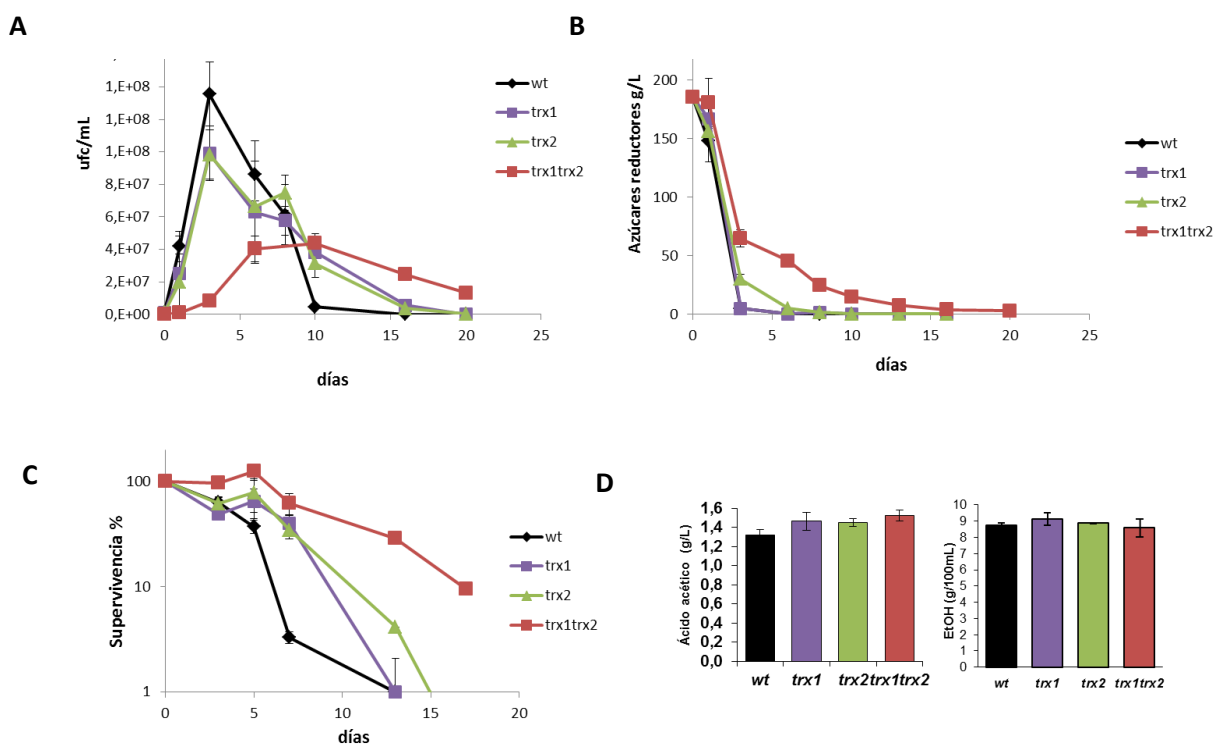 A
ufc/mL
1,E+08
1,E+08
1,E+08
8,E+07
6,E+07
4,E+07
2,E+07
0,E+00
0
5
10
15
20
25
días
wt
trx1
trx2
trx1trx2
B
Azúcares reductores g/L
200
150
100
50
0
0
5
10
15
20
25
días
wt
trx1
trx2
trx1trx2
C
Supervivencia %
100
10
1
0
5
10
15
20
días
wt
trx1
trx2
trx1trx2
D
Ácido acético (g/L)
1,6
1,4
1,2
1,0
0,8
0,6
0,4
0,2
0,0
wt
trx1
trx2
trx1trx2
EtOH (g/100mL)
10
9
8
7
6
5
4
3
2
1
0
wt
trx1
trx2
trx1trx2